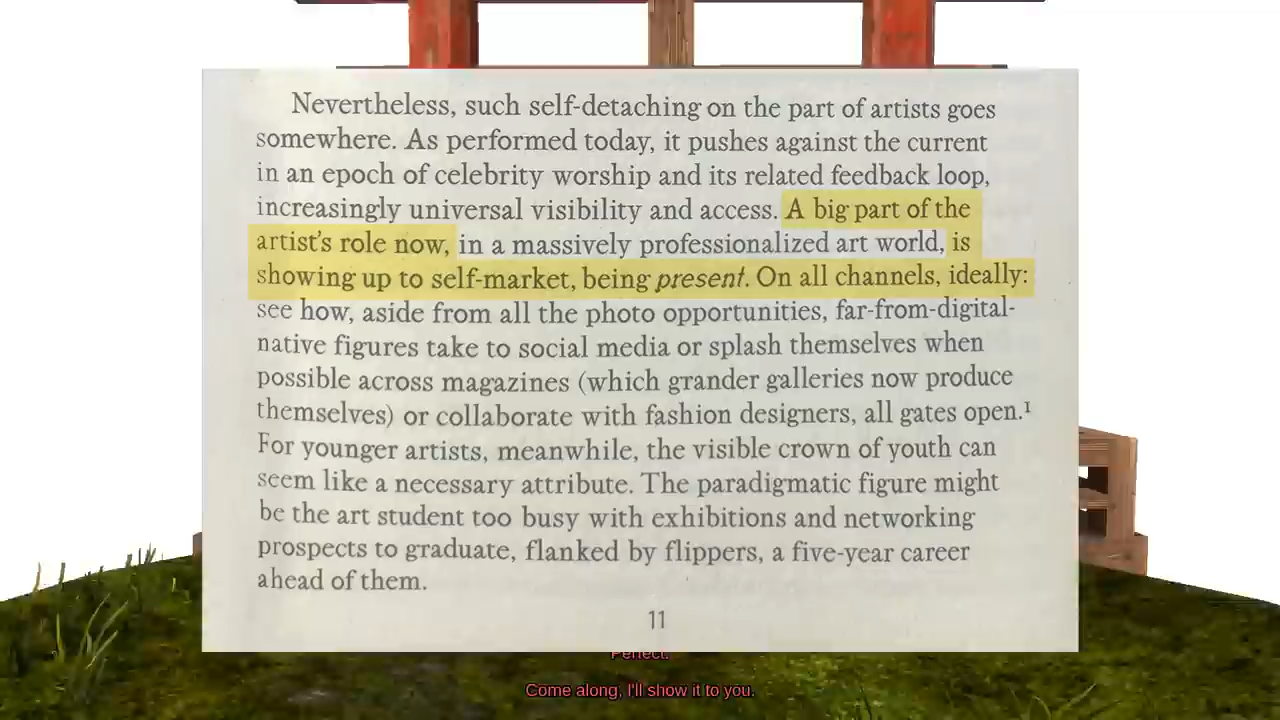 Nevertheless, such self-detaching on the part of artists goes
somewhere. As performed today, it pushes against the current
in an epoch of celebrity worship and its related feedback loop,
increasingly universal visibility and access. A big part of the
artist's role now, in a massively professionalized art world, is
showing up to self-market, being present. On all channels, ideally:
see how, aside from all the photo opportunities, far-from-digital-
native figures take to social media or splash themselves when
possible across magazines (which grander galleries now produce
themselves) or collaborate with fashion designers, all gates open.¹
For younger artists, meanwhile, the visible crown of youth can
seem like a necessary attribute. The paradigmatic figure might
be the art student too busy with exhibitions and networking
prospects to graduate, flanked by flippers, a five-year career
ahead of them.
11
Perfect.
Come along, I'll show it to you.